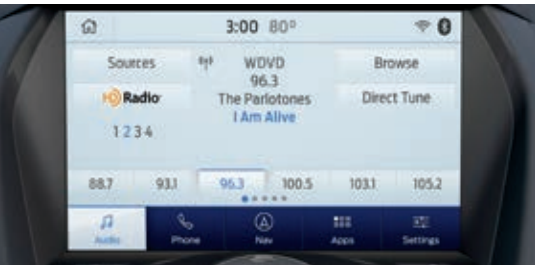 3:00 80°
Sources
WDVD
Browse
96.3
HD Radio
The Parlotones
Direct Tune
I Am Alive
1 2 3 4
88.7 93.1 96.3 100.5 103.1 105.2
Audio Phone Nav Apps Settings